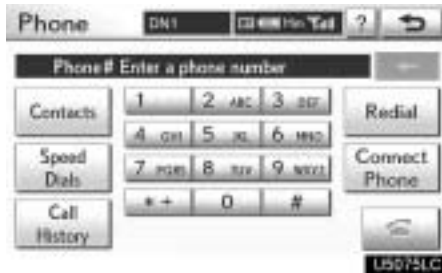 Phone DN1 ?
Phone# Enter a phone number
Contacts
1 2 ABC 3 DEF
Redial
4 GHI 5 JKL 6 MNO
Speed Dials
7 PQRS 8 TUV 9 WXYZ
Connect Phone
*+ 0 #
Call History
US075LC